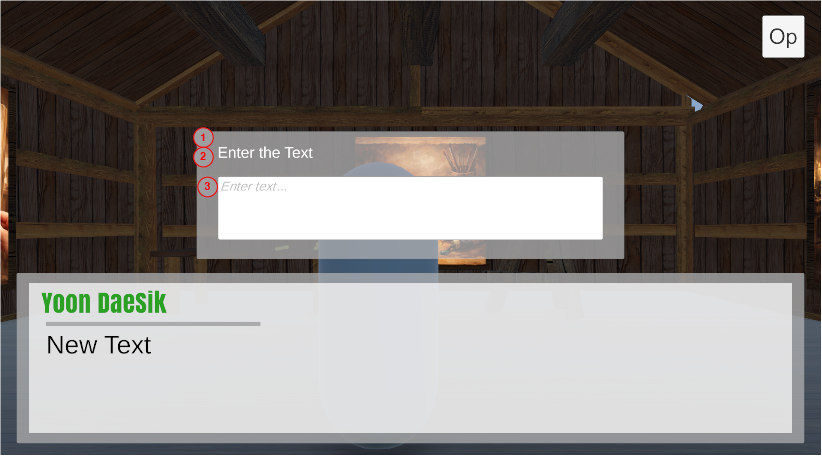 Op
1
2
Enter the Text
3
Enter text...
Yoon DaeSik
New Text